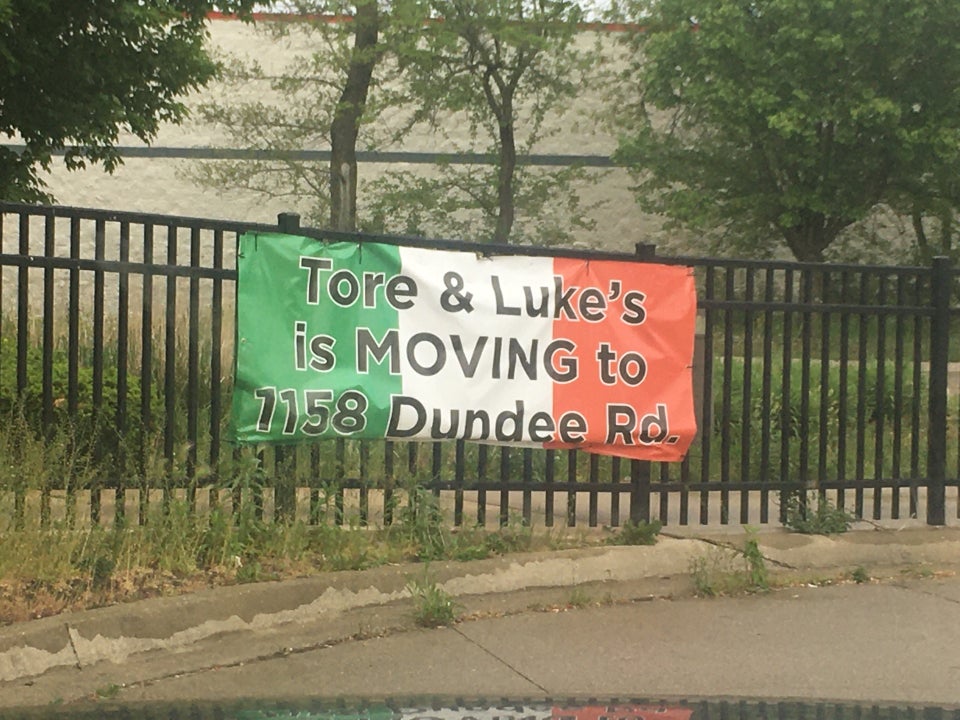 Tore & Luke's
is MOVING to
1158 Dundee Rd.